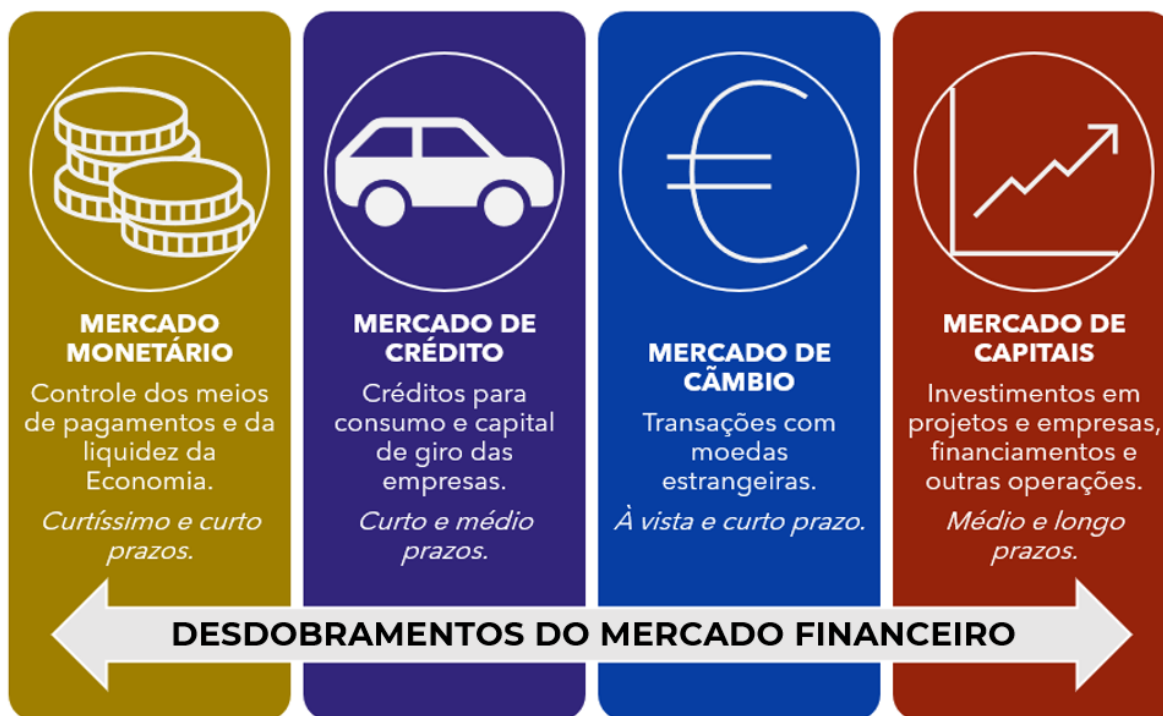 MERCADO
MONETÁRIO
Controle dos meios
de pagamentos e da
liquidez da
Economia.
Curtíssimo e curto
prazos.
MERCADO DE
CRÉDITO
Créditos para
consumo e capital
de giro das
empresas.
Curto e médio
prazos.
MERCADO DE
CÃMBIO
Transações com
moedas
estrangeiras.
À vista e curto prazo.
MERCADO DE
CAPITAIS
Investimentos em
projetos e empresas,
financiamentos e
outras operações.
Médio e longo
prazos.
DESDOBRAMENTOS DO MERCADO FINANCEIRO